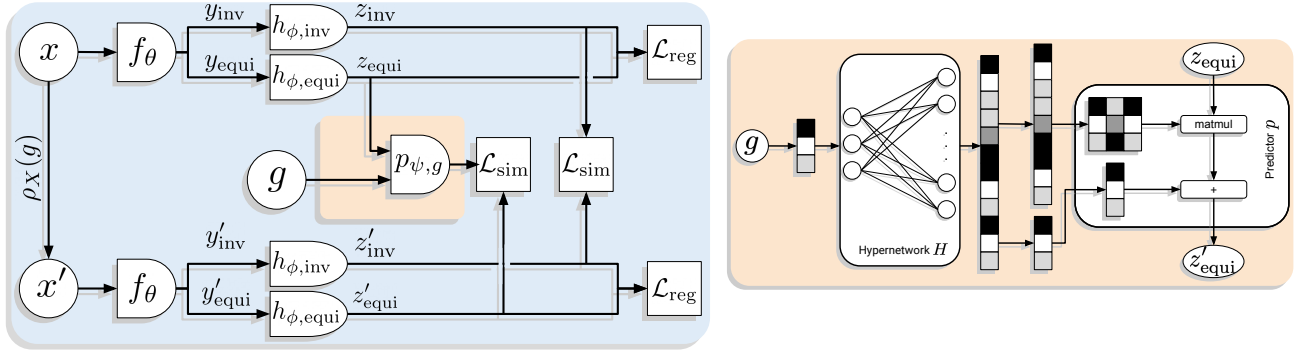 x
f_θ
y_inv
y_equi
h_ϕ,inv
h_ϕ,equi
z_inv
z_equi
ℒ_reg
ρ_X(g)
g
p_ψ,g
ℒ_sim
ℒ_sim
x′
f_θ
y′_inv
y′_equi
h_ϕ,inv
h_ϕ,equi
z′_inv
z′_equi
ℒ_reg
g
Hypernetwork H
z_equi
matmul
+
Predictor p
z′_equi